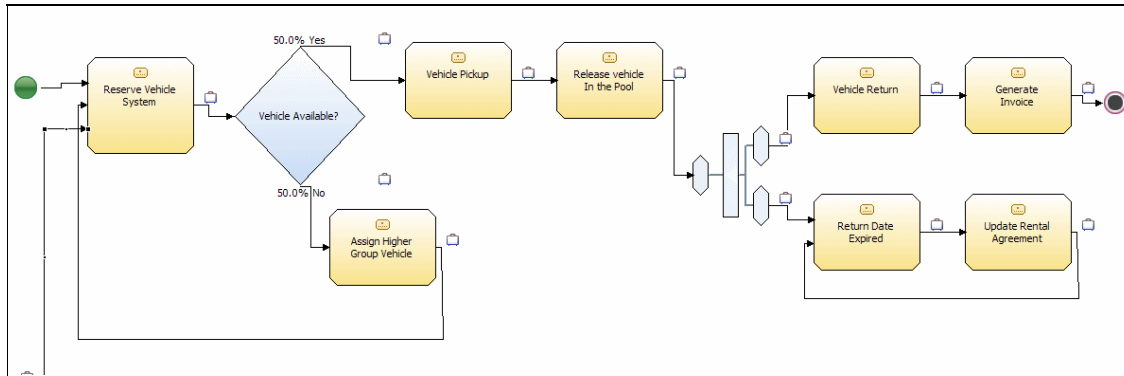 50.0% Yes
Reserve Vehicle
System
Vehicle Available?
Vehicle Pickup
Release vehicle
In the Pool
Vehicle Return
Generate
Invoice
50.0% No
Assign Higher
Group Vehicle
Return Date
Expired
Update Rental
Agreement